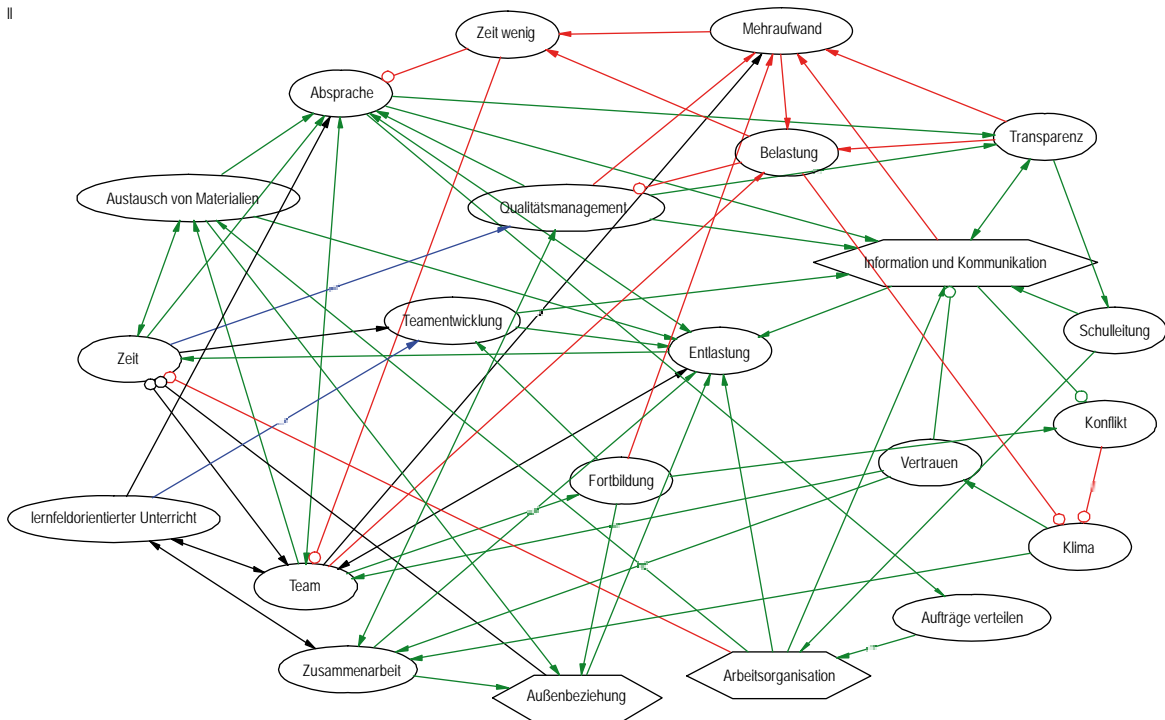 II
Zeit wenig
Mehraufwand
Absprache
Transparenz
Belastung
Austausch von Materialien
Qualitätsmanagement
Information und Kommunikation
Teamentwicklung
Schulleitung
Zeit
Entlastung
Konflikt
Vertrauen
Fortbildung
lernfeldorientierter Unterricht
Klima
Team
Aufträge verteilen
Zusammenarbeit
Arbeitsorganisation
Außenbeziehung